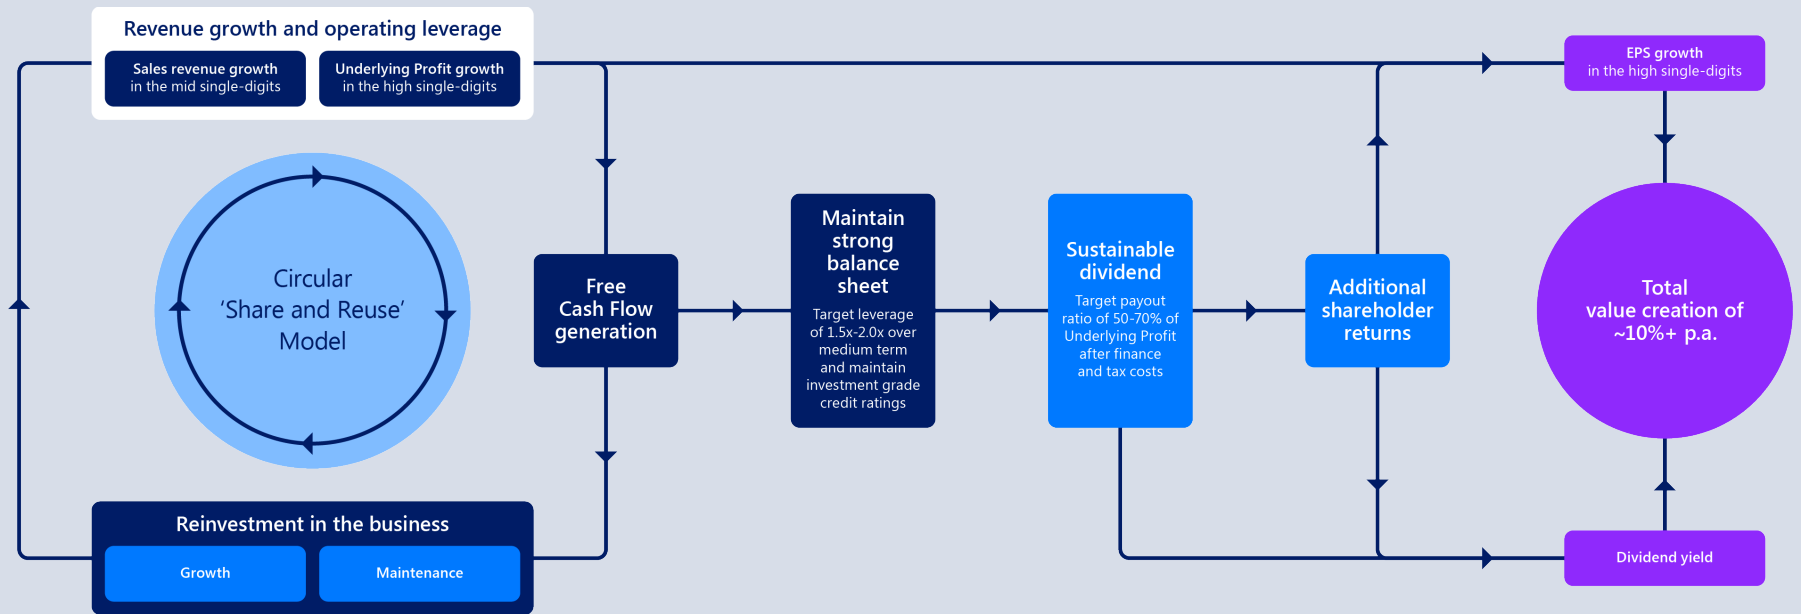 Revenue growth and operating leverage
Sales revenue growth
in the mid single-digits
Underlying Profit growth
in the high single-digits
EPS growth
in the high single-digits
Circular
‘Share and Reuse’
Model
Free
Cash Flow
generation
Maintain
strong
balance
sheet
Target leverage
of 1.5x-2.0x over
medium term
and maintain
investment grade
credit ratings
Sustainable
dividend
Target payout
ratio of 50-70% of
Underlying Profit
after finance
and tax costs
Additional
shareholder
returns
Total
value creation of
~10%+ p.a.
Reinvestment in the business
Growth
Maintenance
Dividend yield